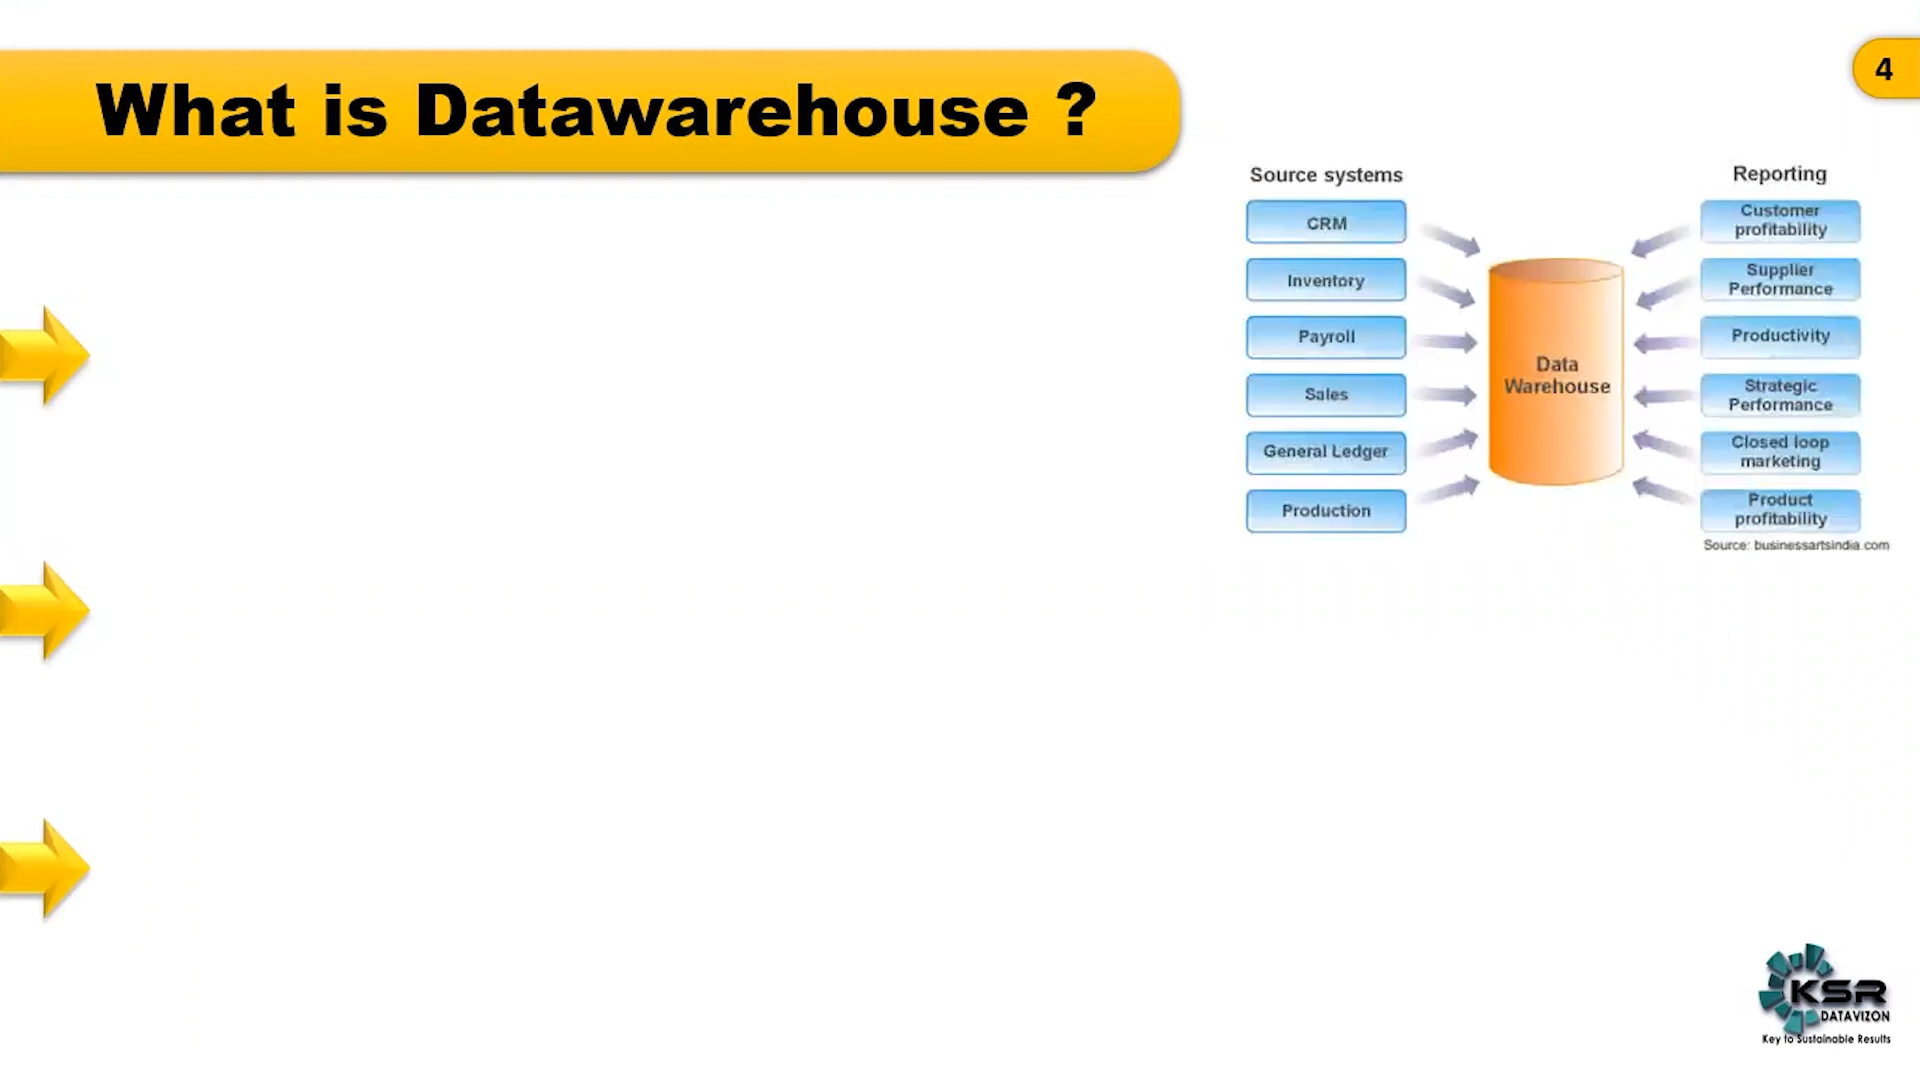 What is Datawarehouse ?
4
Source systems
CRM
Inventory
Payroll
Sales
General Ledger
Production
Data
Warehouse
Reporting
Customer
profitability
Supplier
Performance
Productivity
Strategic
Performance
Closed loop
marketing
Product
profitability
Source: businessartsindia.com
KSR
DATAVIZON
Key to Sustainable Results